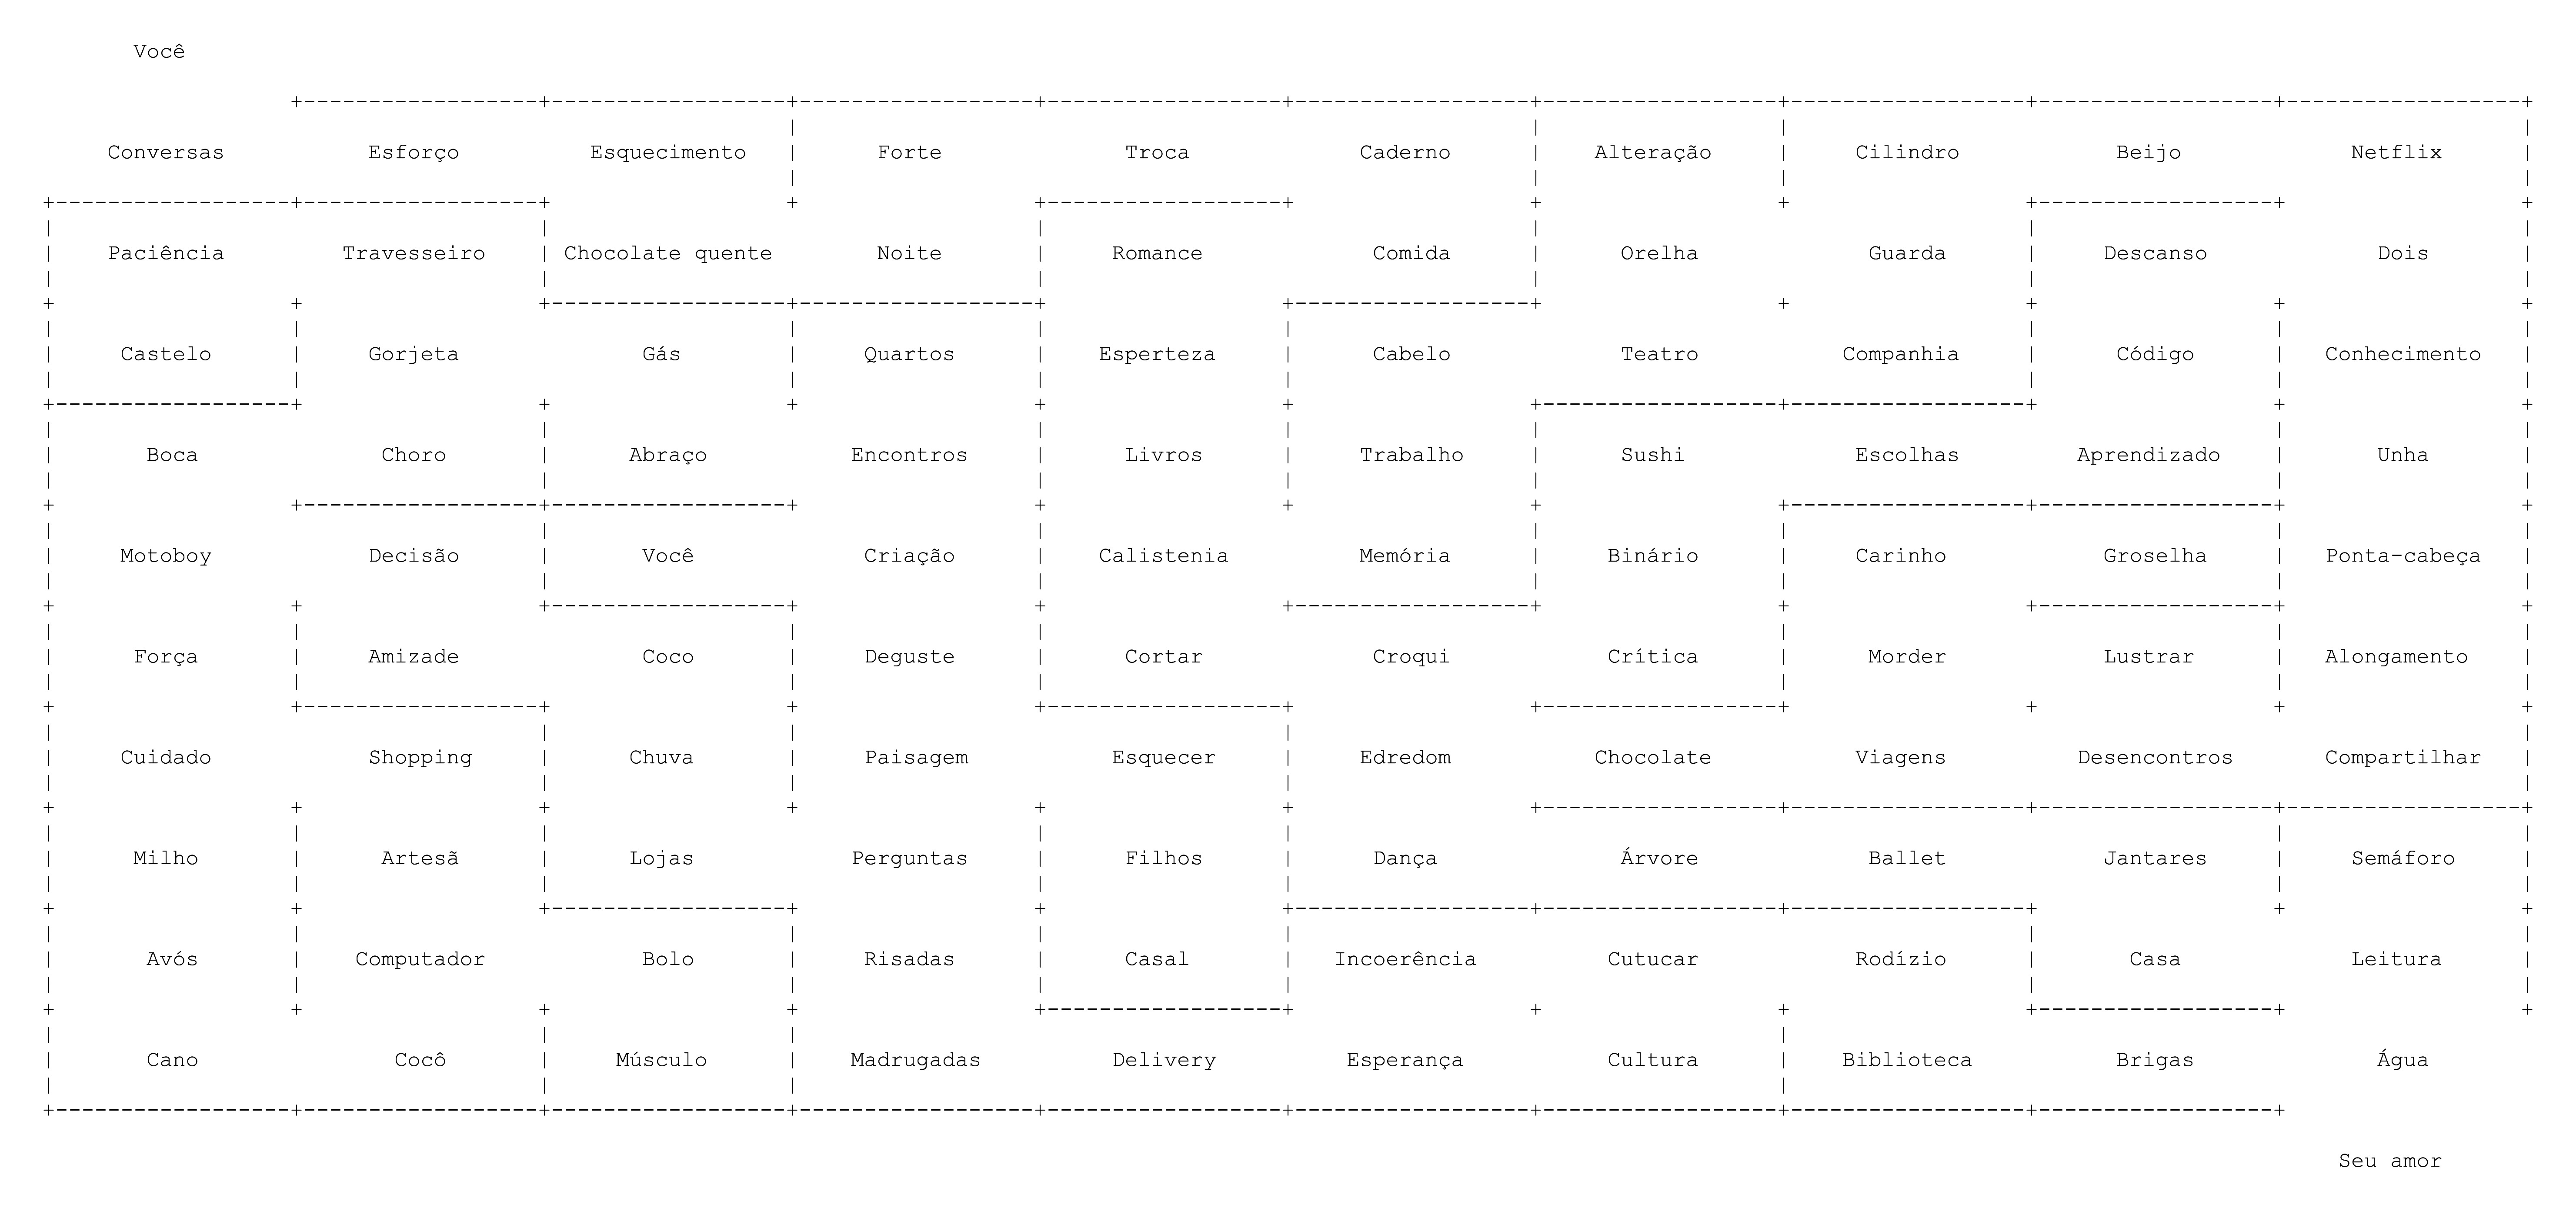 Você
Conversas Esforço Esquecimento Forte Troca Caderno Alteração Cilindro Beijo Netflix
Paciência Travesseiro Chocolate quente Noite Romance Comida Orelha Guarda Descanso Dois
Castelo Gorjeta Gás Quartos Esperteza Cabelo Teatro Companhia Código Conhecimento
Boca Choro Abraço Encontros Livros Trabalho Sushi Escolhas Aprendizado Unha
Motoboy Decisão Você Criação Calistenia Memória Binário Carinho Groselha Ponta-cabeça
Força Amizade Coco Deguste Cortar Croqui Crítica Morder Lustrar Alongamento
Cuidado Shopping Chuva Paisagem Esquecer Edredom Chocolate Viagens Desencontros Compartilhar
Milho Artesã Lojas Perguntas Filhos Dança Árvore Ballet Jantares Semáforo
Avós Computador Bolo Risadas Casal Incoerência Cutucar Rodízio Casa Leitura
Cano Cocô Músculo Madrugadas Delivery Esperança Cultura Biblioteca Brigas Água
Seu amor